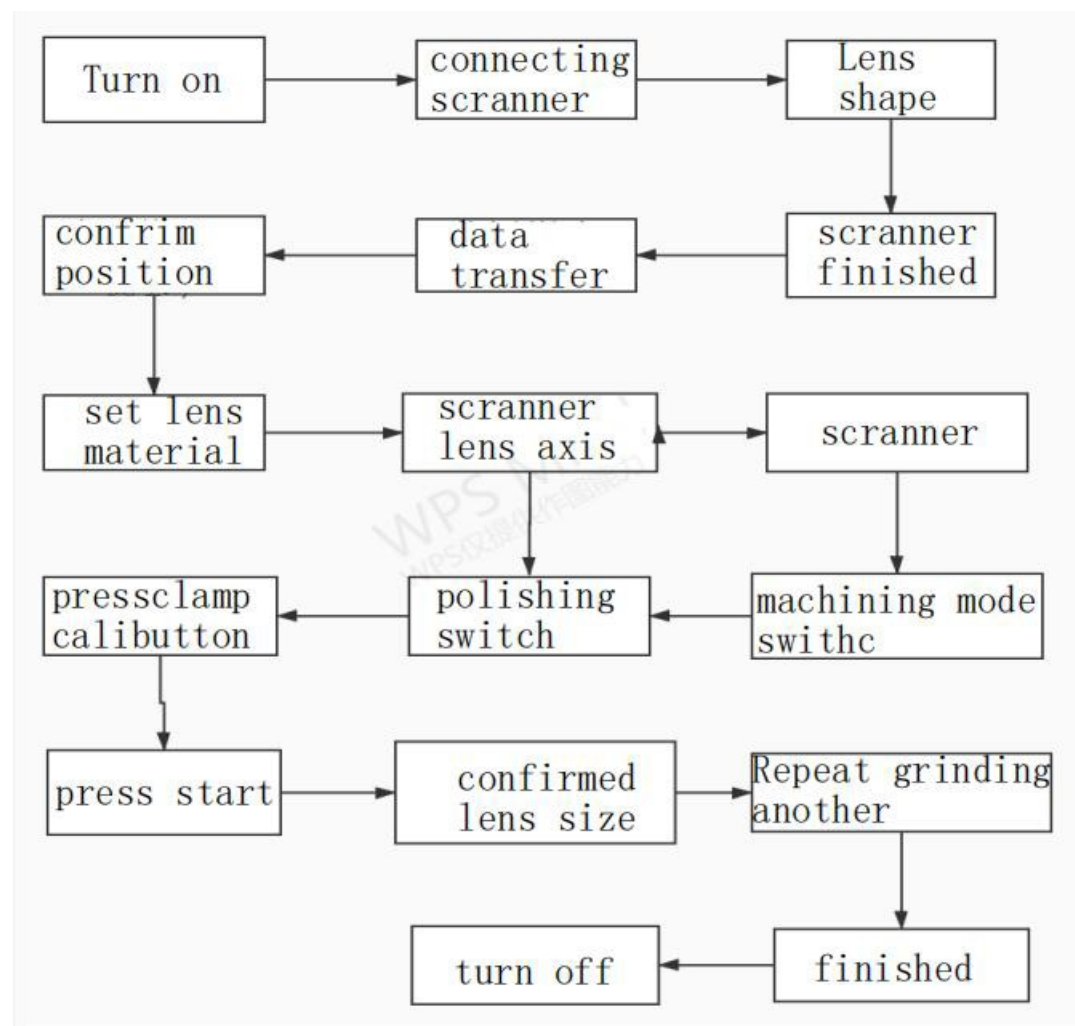 Turn on
connecting
scranner
Lens
shape
scranner
finished
data
transfer
confrim
position
set lens
material
scranner
lens axis
scranner
machining mode
swithc
polishing
switch
pressclamp
calibutton
press start
confirmed
lens size
Repeat grinding
another
finished
turn off